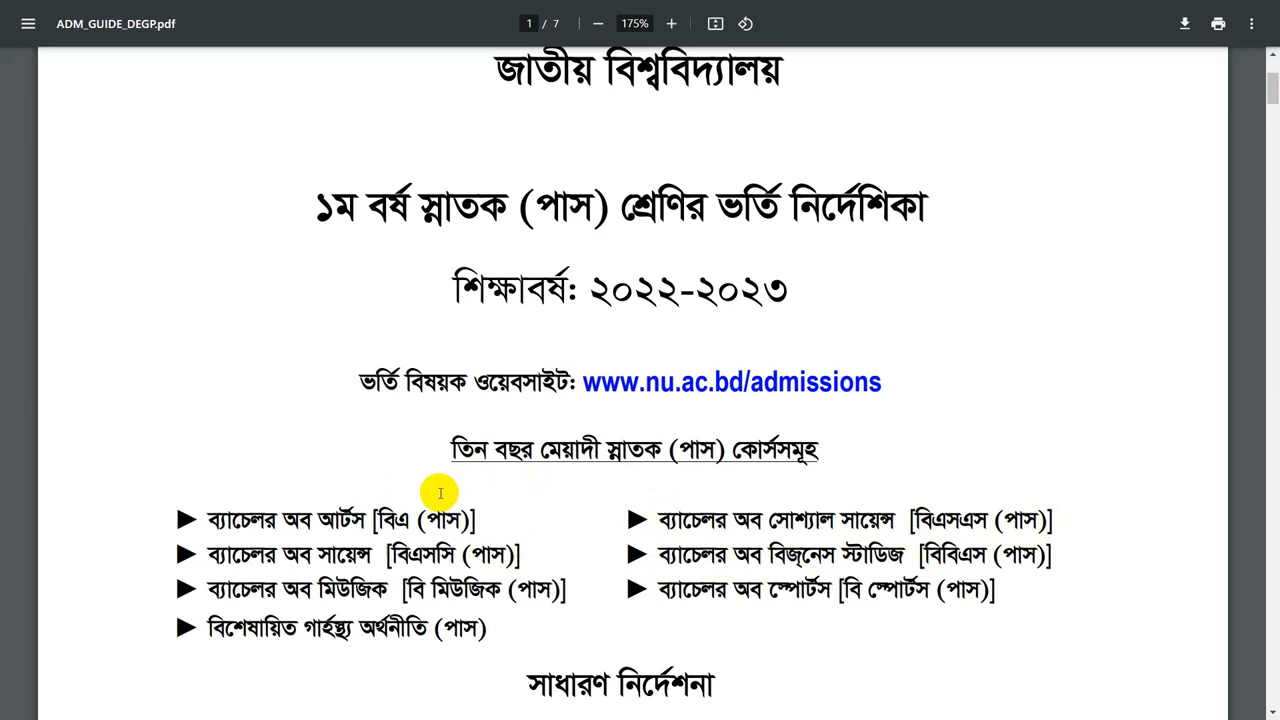 ADM_GUIDE_DEGP.pdf
1 / 7
175%
জাতীয় বিশ্ববিদ্যালয়
১ম বর্ষ স্নাতক (পাস) শ্রেণির ভর্তি নির্দেশিকা
শিক্ষাবর্ষ: ২০২২-২০২৩
ভর্তি বিষয়ক ওয়েবসাইট: www.nu.ac.bd/admissions
তিন বছর মেয়াদী স্নাতক (পাস) কোর্সসমূহ
► ব্যাচেলর অব আর্টস [বিএ (পাস)] ► ব্যাচেলর অব সোশ্যাল সায়েন্স [বিএসএস (পাস)]
► ব্যাচেলর অব সায়েন্স [বিএসসি (পাস)] ► ব্যাচেলর অব বিজ্‌নেস স্টাডিজ [বিবিএস (পাস)]
► ব্যাচেলর অব মিউজিক [বি মিউজিক (পাস)] ► ব্যাচেলর অব স্পোর্টস [বি স্পোর্টস (পাস)]
► বিশেষায়িত গার্হস্থ্য অর্থনীতি (পাস)
সাধারণ নির্দেশনা